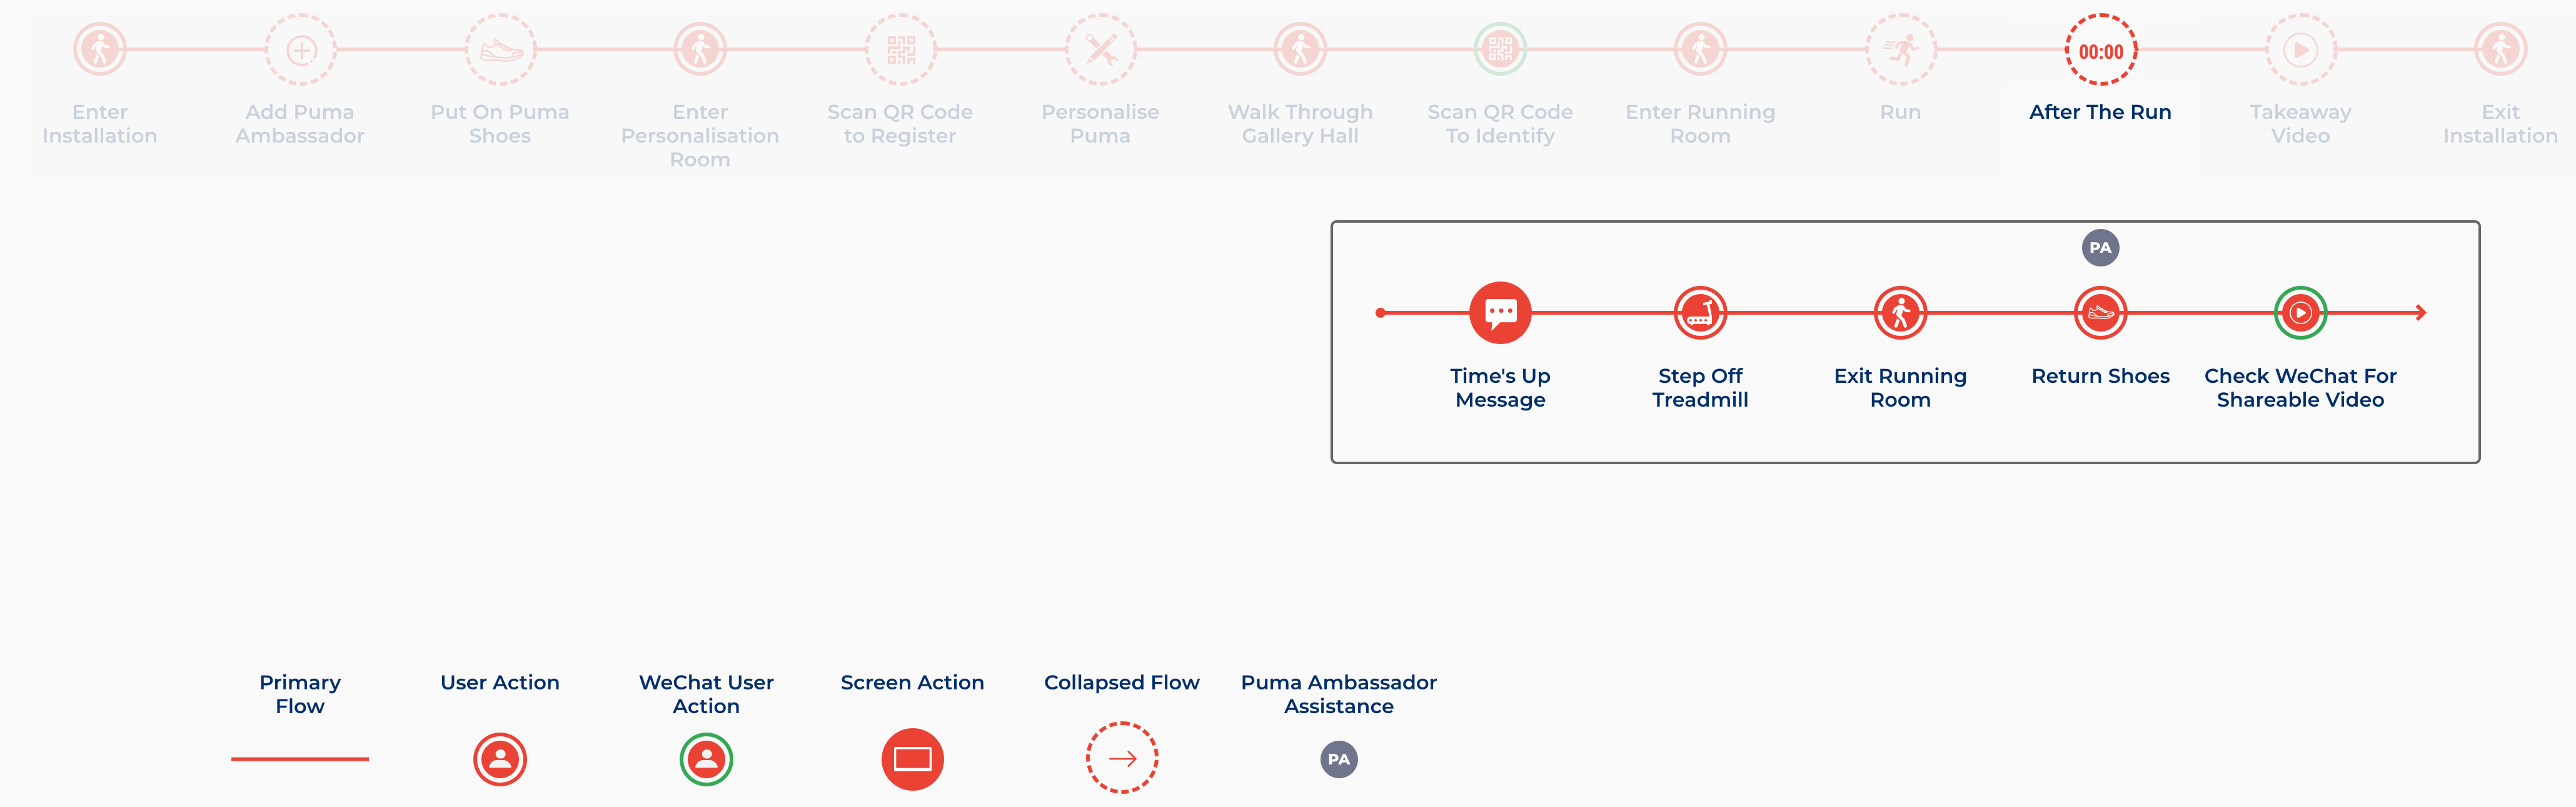 00:00
Enter
Installation
Add Puma
Ambassador
Put On Puma
Shoes
Enter
Personalisation
Room
Scan QR Code
to Register
Personalise
Puma
Walk Through
Gallery Hall
Scan QR Code
To Identify
Enter Running
Room
Run
After The Run
Takeaway
Video
Exit
Installation
PA
Time's Up
Message
Step Off
Treadmill
Exit Running
Room
Return Shoes
Check WeChat For
Shareable Video
Primary
Flow
User Action
WeChat User
Action
Screen Action
Collapsed Flow
Puma Ambassador
Assistance
PA